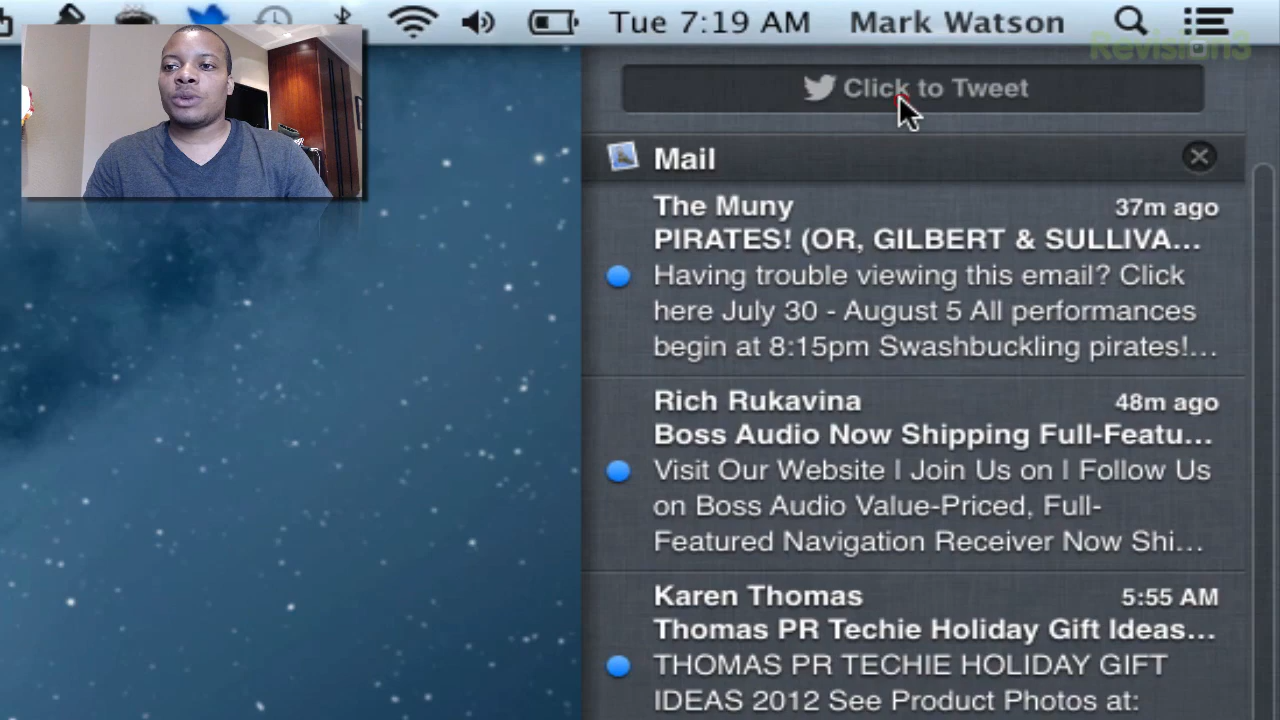 Tue 7:19 AM Mark Watson
Revision3
Click to Tweet
Mail
The Muny 37m ago
PIRATES! (OR, GILBERT & SULLIVA...
Having trouble viewing this email? Click
here July 30 - August 5 All performances
begin at 8:15pm Swashbuckling pirates!...
Rich Rukavina 48m ago
Boss Audio Now Shipping Full-Featu...
Visit Our Website | Join Us on | Follow Us
on Boss Audio Value-Priced, Full-
Featured Navigation Receiver Now Shi...
Karen Thomas 5:55 AM
Thomas PR Techie Holiday Gift Ideas...
THOMAS PR TECHIE HOLIDAY GIFT
IDEAS 2012 See Product Photos at: